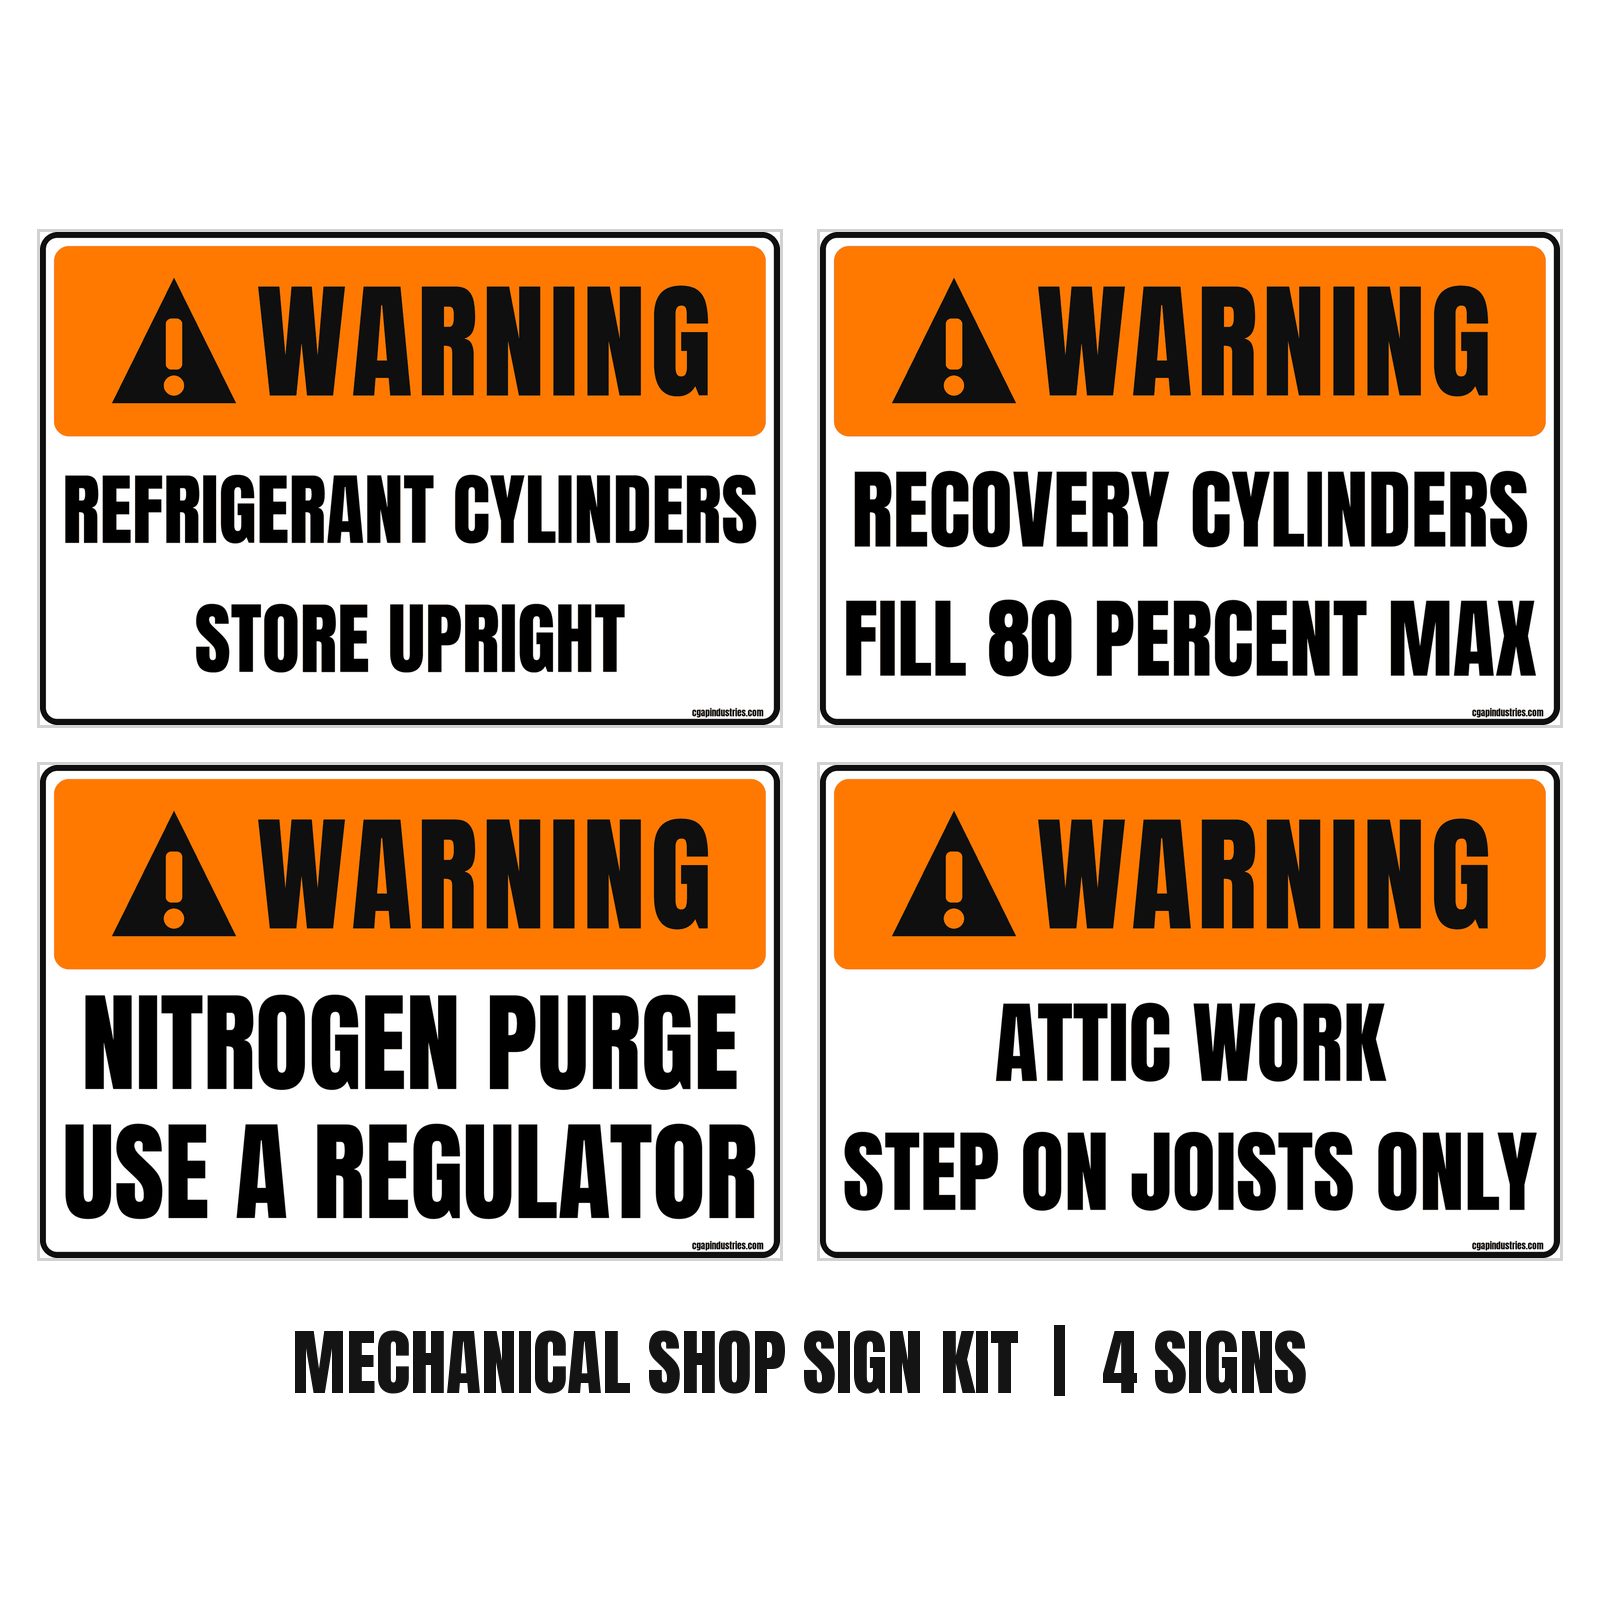 WARNING
REFRIGERANT CYLINDERS
STORE UPRIGHT
cgapindustries.com
WARNING
RECOVERY CYLINDERS
FILL 80 PERCENT MAX
cgapindustries.com
WARNING
NITROGEN PURGE
USE A REGULATOR
cgapindustries.com
WARNING
ATTIC WORK
STEP ON JOISTS ONLY
cgapindustries.com
MECHANICAL SHOP SIGN KIT | 4 SIGNS